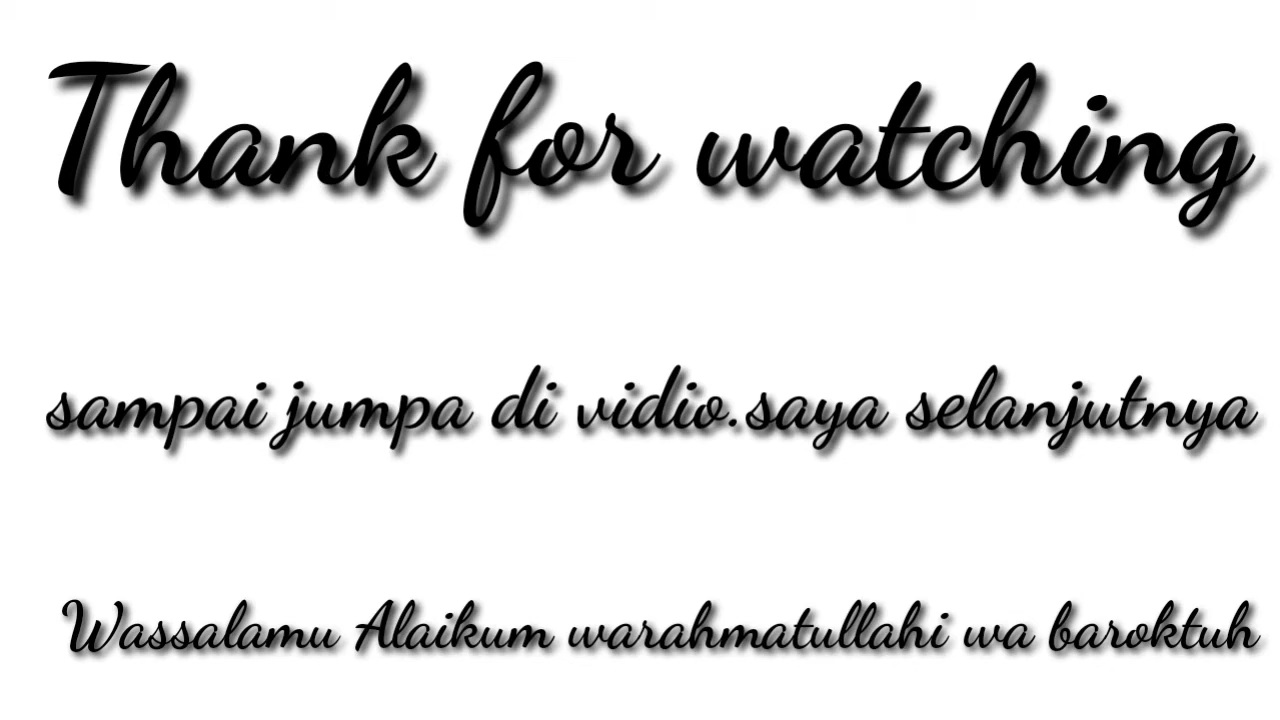 Thank for watching
sampai jumpa di vidio.saya selanjutnya
Wassalamu Alaikum warahmatullahi wa baroktuh